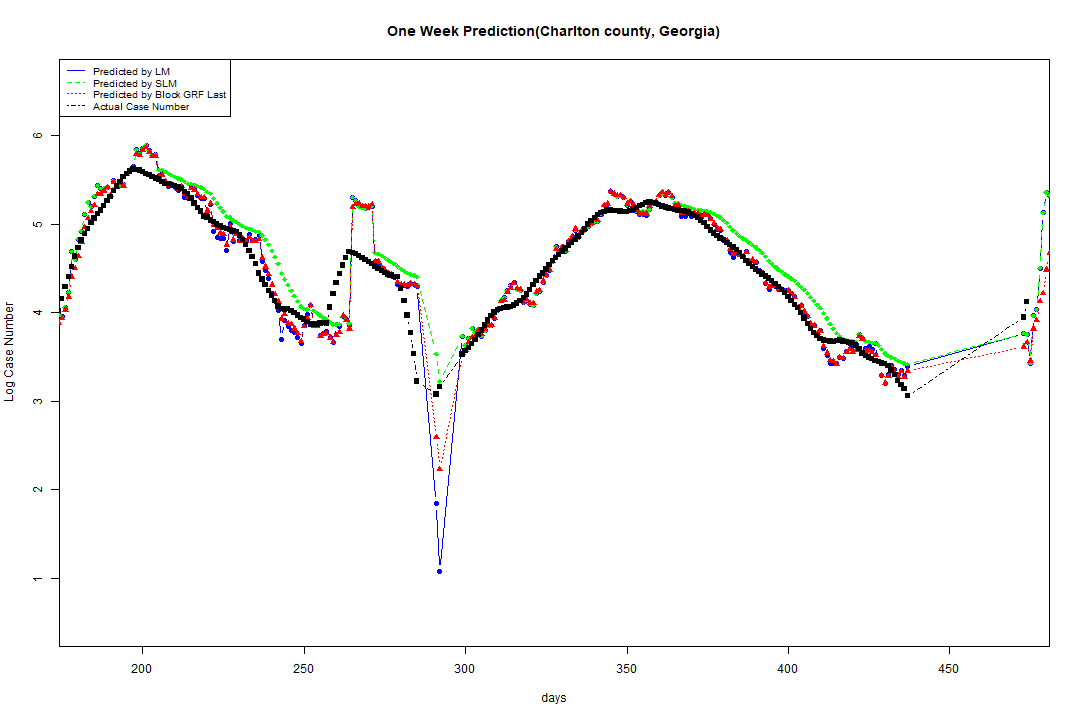 One Week Prediction(Charlton county, Georgia)
Predicted by LM
Predicted by SLM
Predicted by Block GRF Last
Actual Case Number
Log Case Number
6
5
4
3
2
1
200
250
300
350
400
450
days